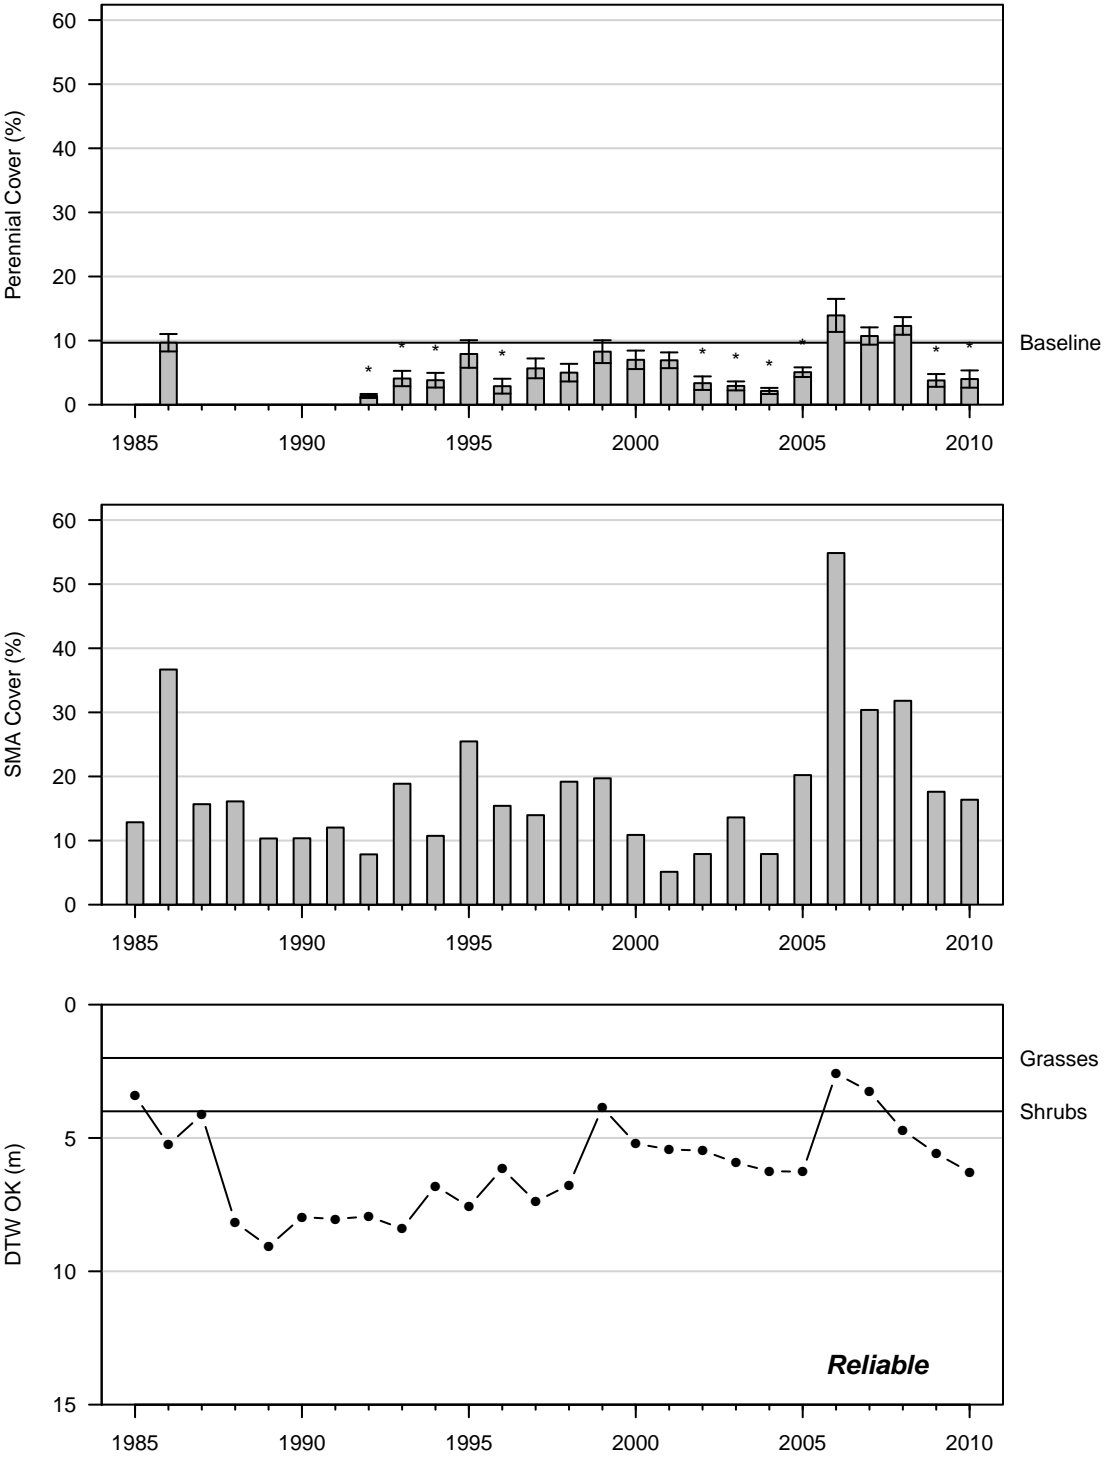 Perennial Cover (%)
60
50
40
30
20
10
0
* * * * * * * * * *
Baseline
1985 1990 1995 2000 2005 2010
SMA Cover (%)
60
50
40
30
20
10
0
1985 1990 1995 2000 2005 2010
DTW OK (m)
0
5
10
15
Grasses
Shrubs
Reliable
1985 1990 1995 2000 2005 2010